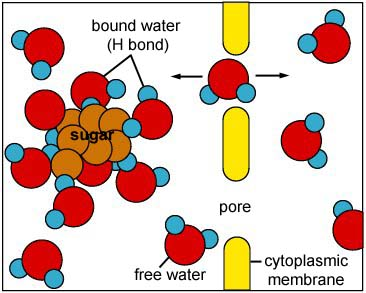 bound water
(H bond)
sugar
pore
free water
cytoplasmic
membrane